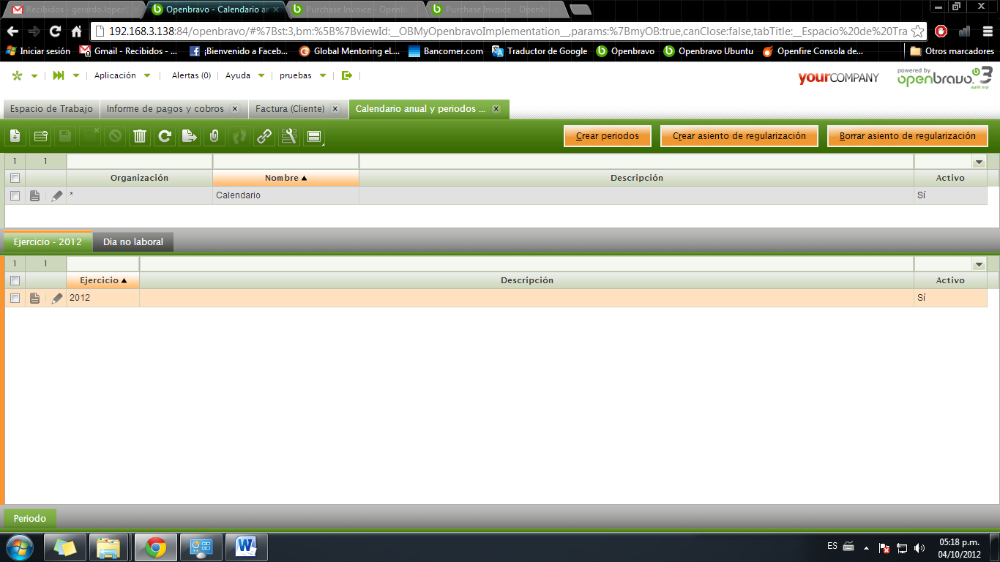 Recibidos - gerardo.lopez
Openbravo - Calendario an
Purchase Invoice - Openb
Purchase Invoice - Openb
192.168.3.138:84/openbravo/#%7Bst:3,bm:%5B%7BviewId:__OBMyOpenbravoImplementation__,params:%7BmyOB:true,canClose:false,tabTitle:__Espacio%20de%20Tra
Iniciar sesión
Gmail - Recibidos - ...
¡Bienvenido a Faceb...
Global Mentoring eL...
Bancomer.com
Traductor de Google
Openbravo
Openbravo Ubuntu
Openfire Consola de...
Otros marcadores
Aplicación
Alertas (0)
Ayuda
pruebas
yourCOMPANY
powered by
openbravo 3
agile erp
Espacio de Trabajo
Informe de pagos y cobros
Factura (Cliente)
Calendario anual y periodos ...
Crear periodos
Crear asiento de regularización
Borrar asiento de regularización
1 1
Organización Nombre Descripción Activo
* Calendario Sí
Ejercicio - 2012
Día no laboral
1 1
Ejercicio Descripción Activo
2012 Sí
Periodo
ES
05:18 p.m.
04/10/2012